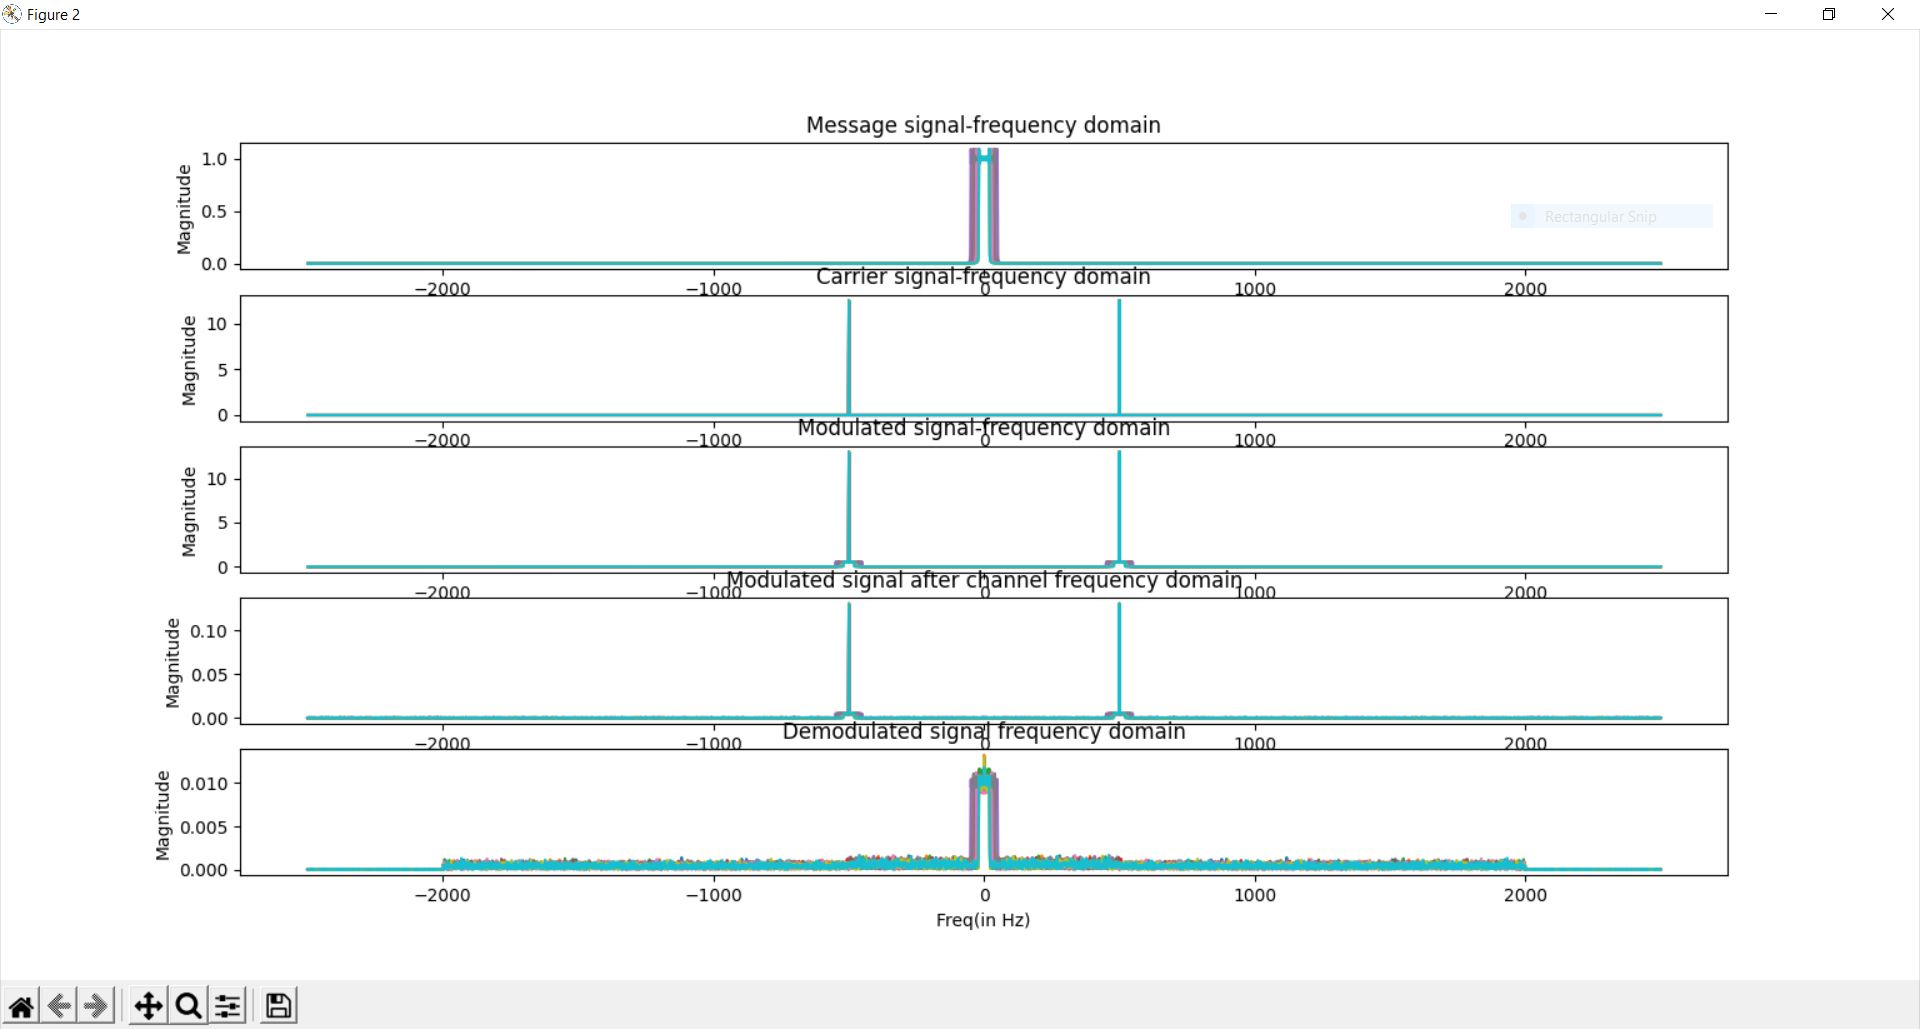 Figure 2
Message signal-frequency domain
Magnitude
1.0
0.5
0.0
Rectangular Snip
−2000 −1000 0 1000 2000
Carrier signal-frequency domain
Magnitude
10
5
0
−2000 −1000 0 1000 2000
Modulated signal-frequency domain
Magnitude
10
5
0
−2000 −1000 0 1000 2000
Modulated signal after channel frequency domain
Magnitude
0.10
0.05
0.00
−2000 −1000 0 1000 2000
Demodulated signal frequency domain
Magnitude
0.010
0.005
0.000
−2000 −1000 0 1000 2000
Freq(in Hz)